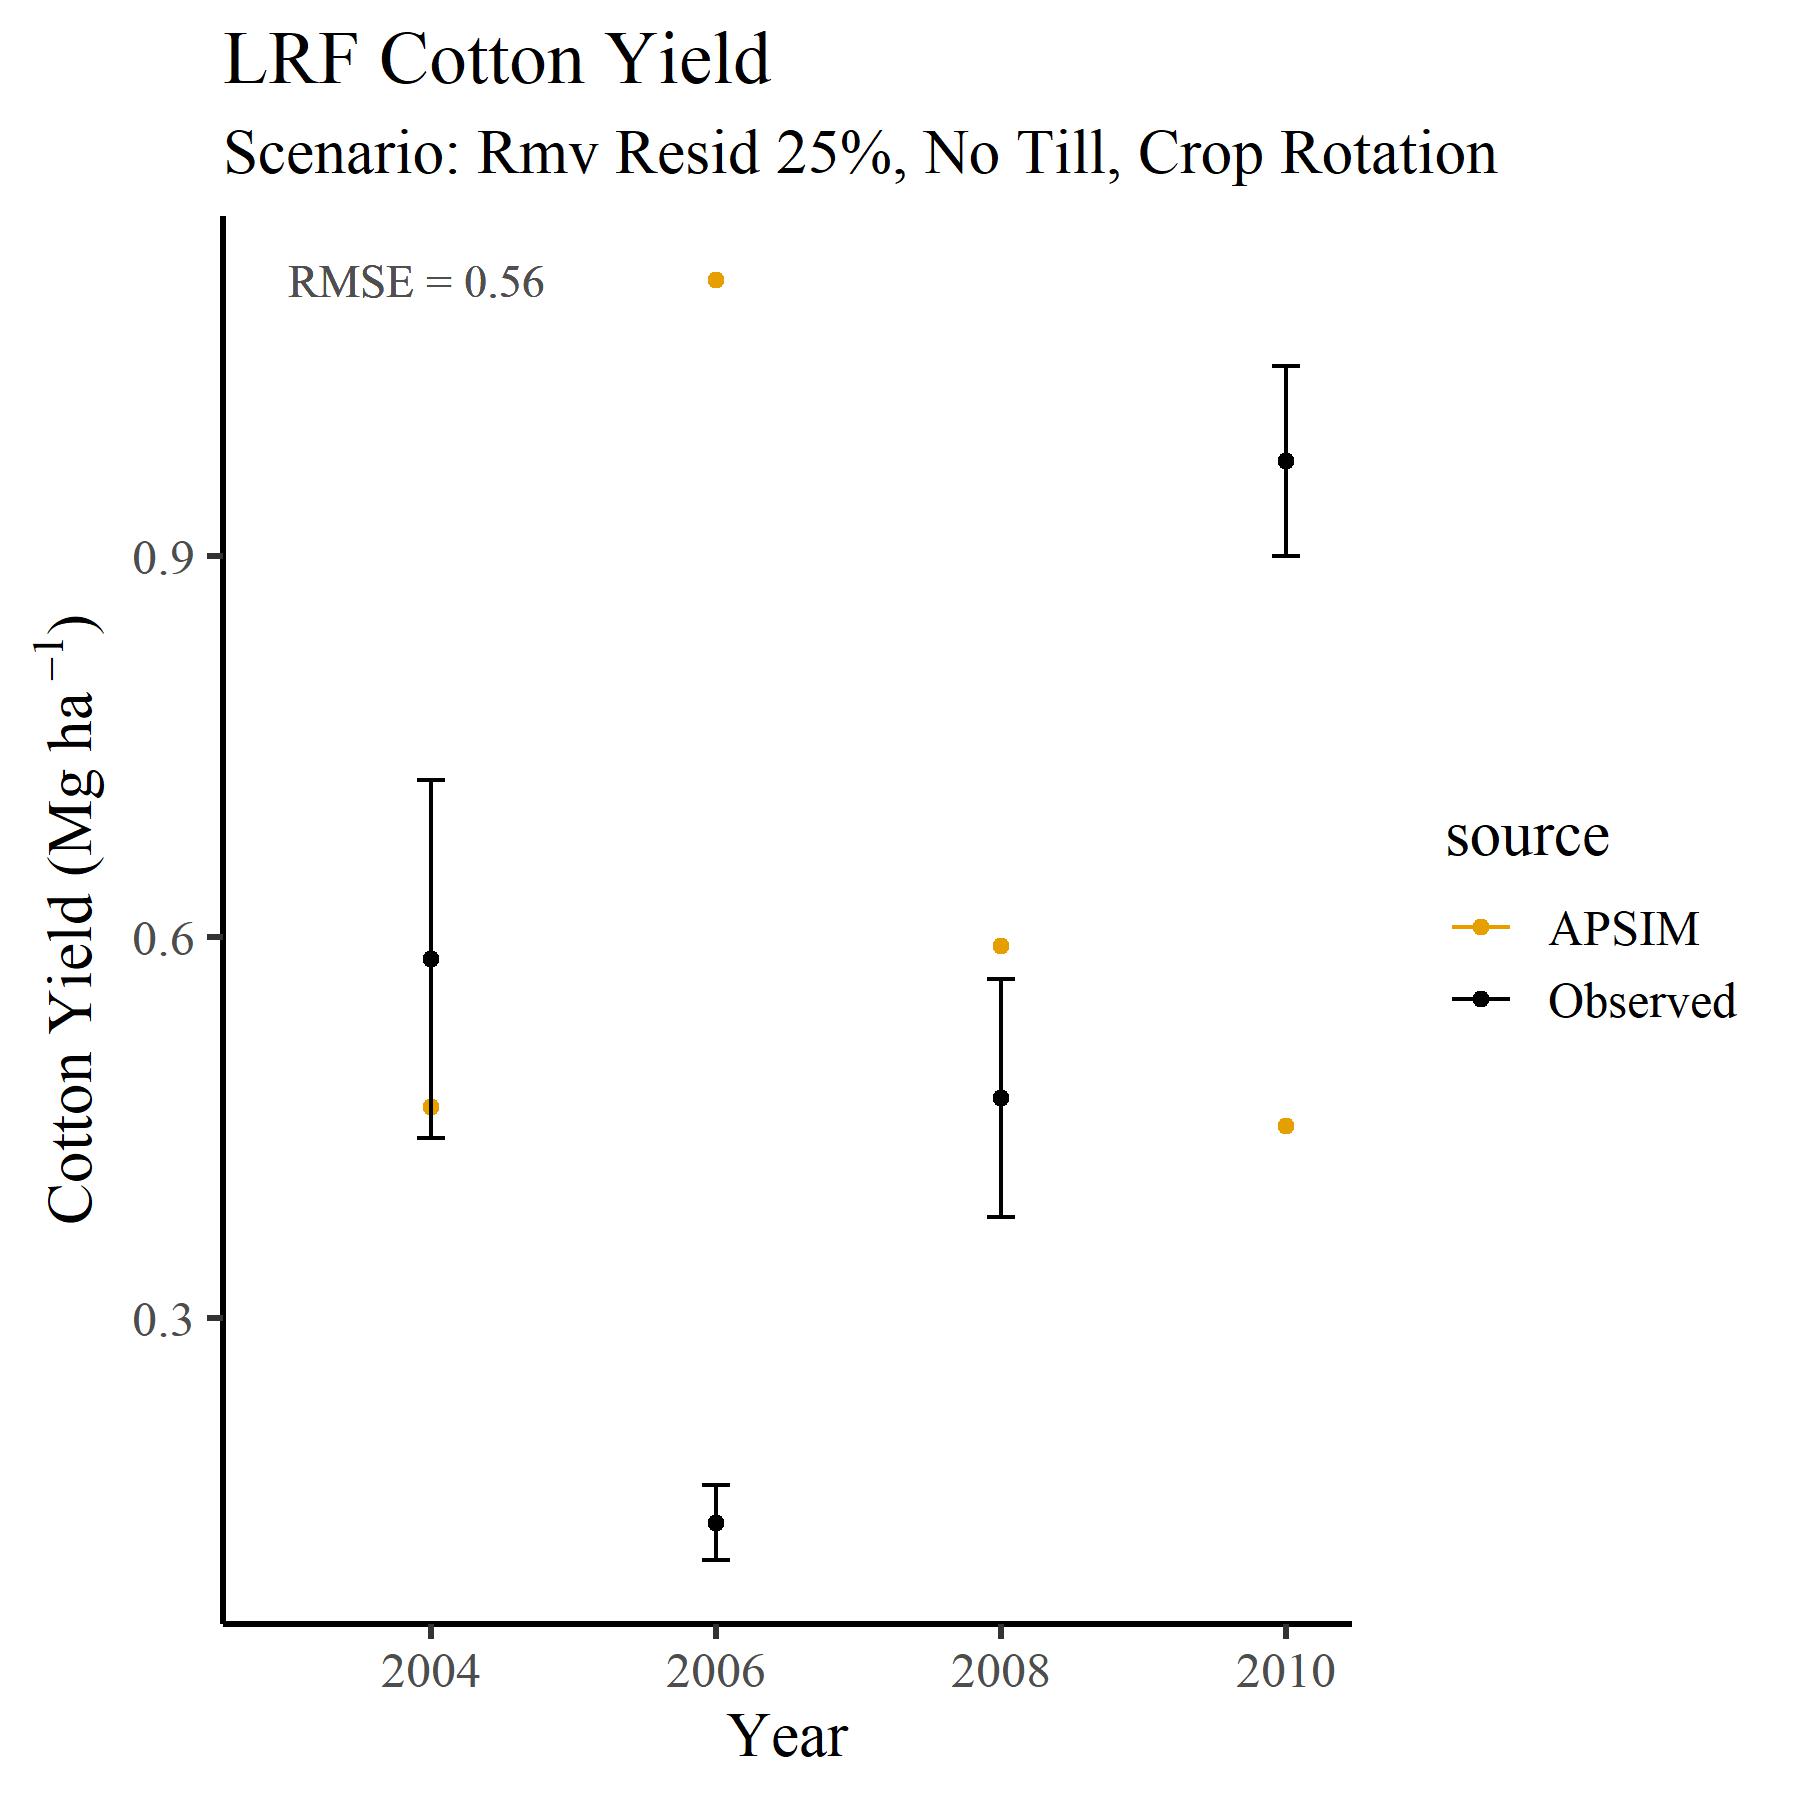 LRF Cotton Yield
Scenario: Rmv Resid 25%, No Till, Crop Rotation
RMSE = 0.56
0.9
0.6
0.3
Cotton Yield (Mg ha −1)
2004 2006 2008 2010
Year
source
APSIM
Observed